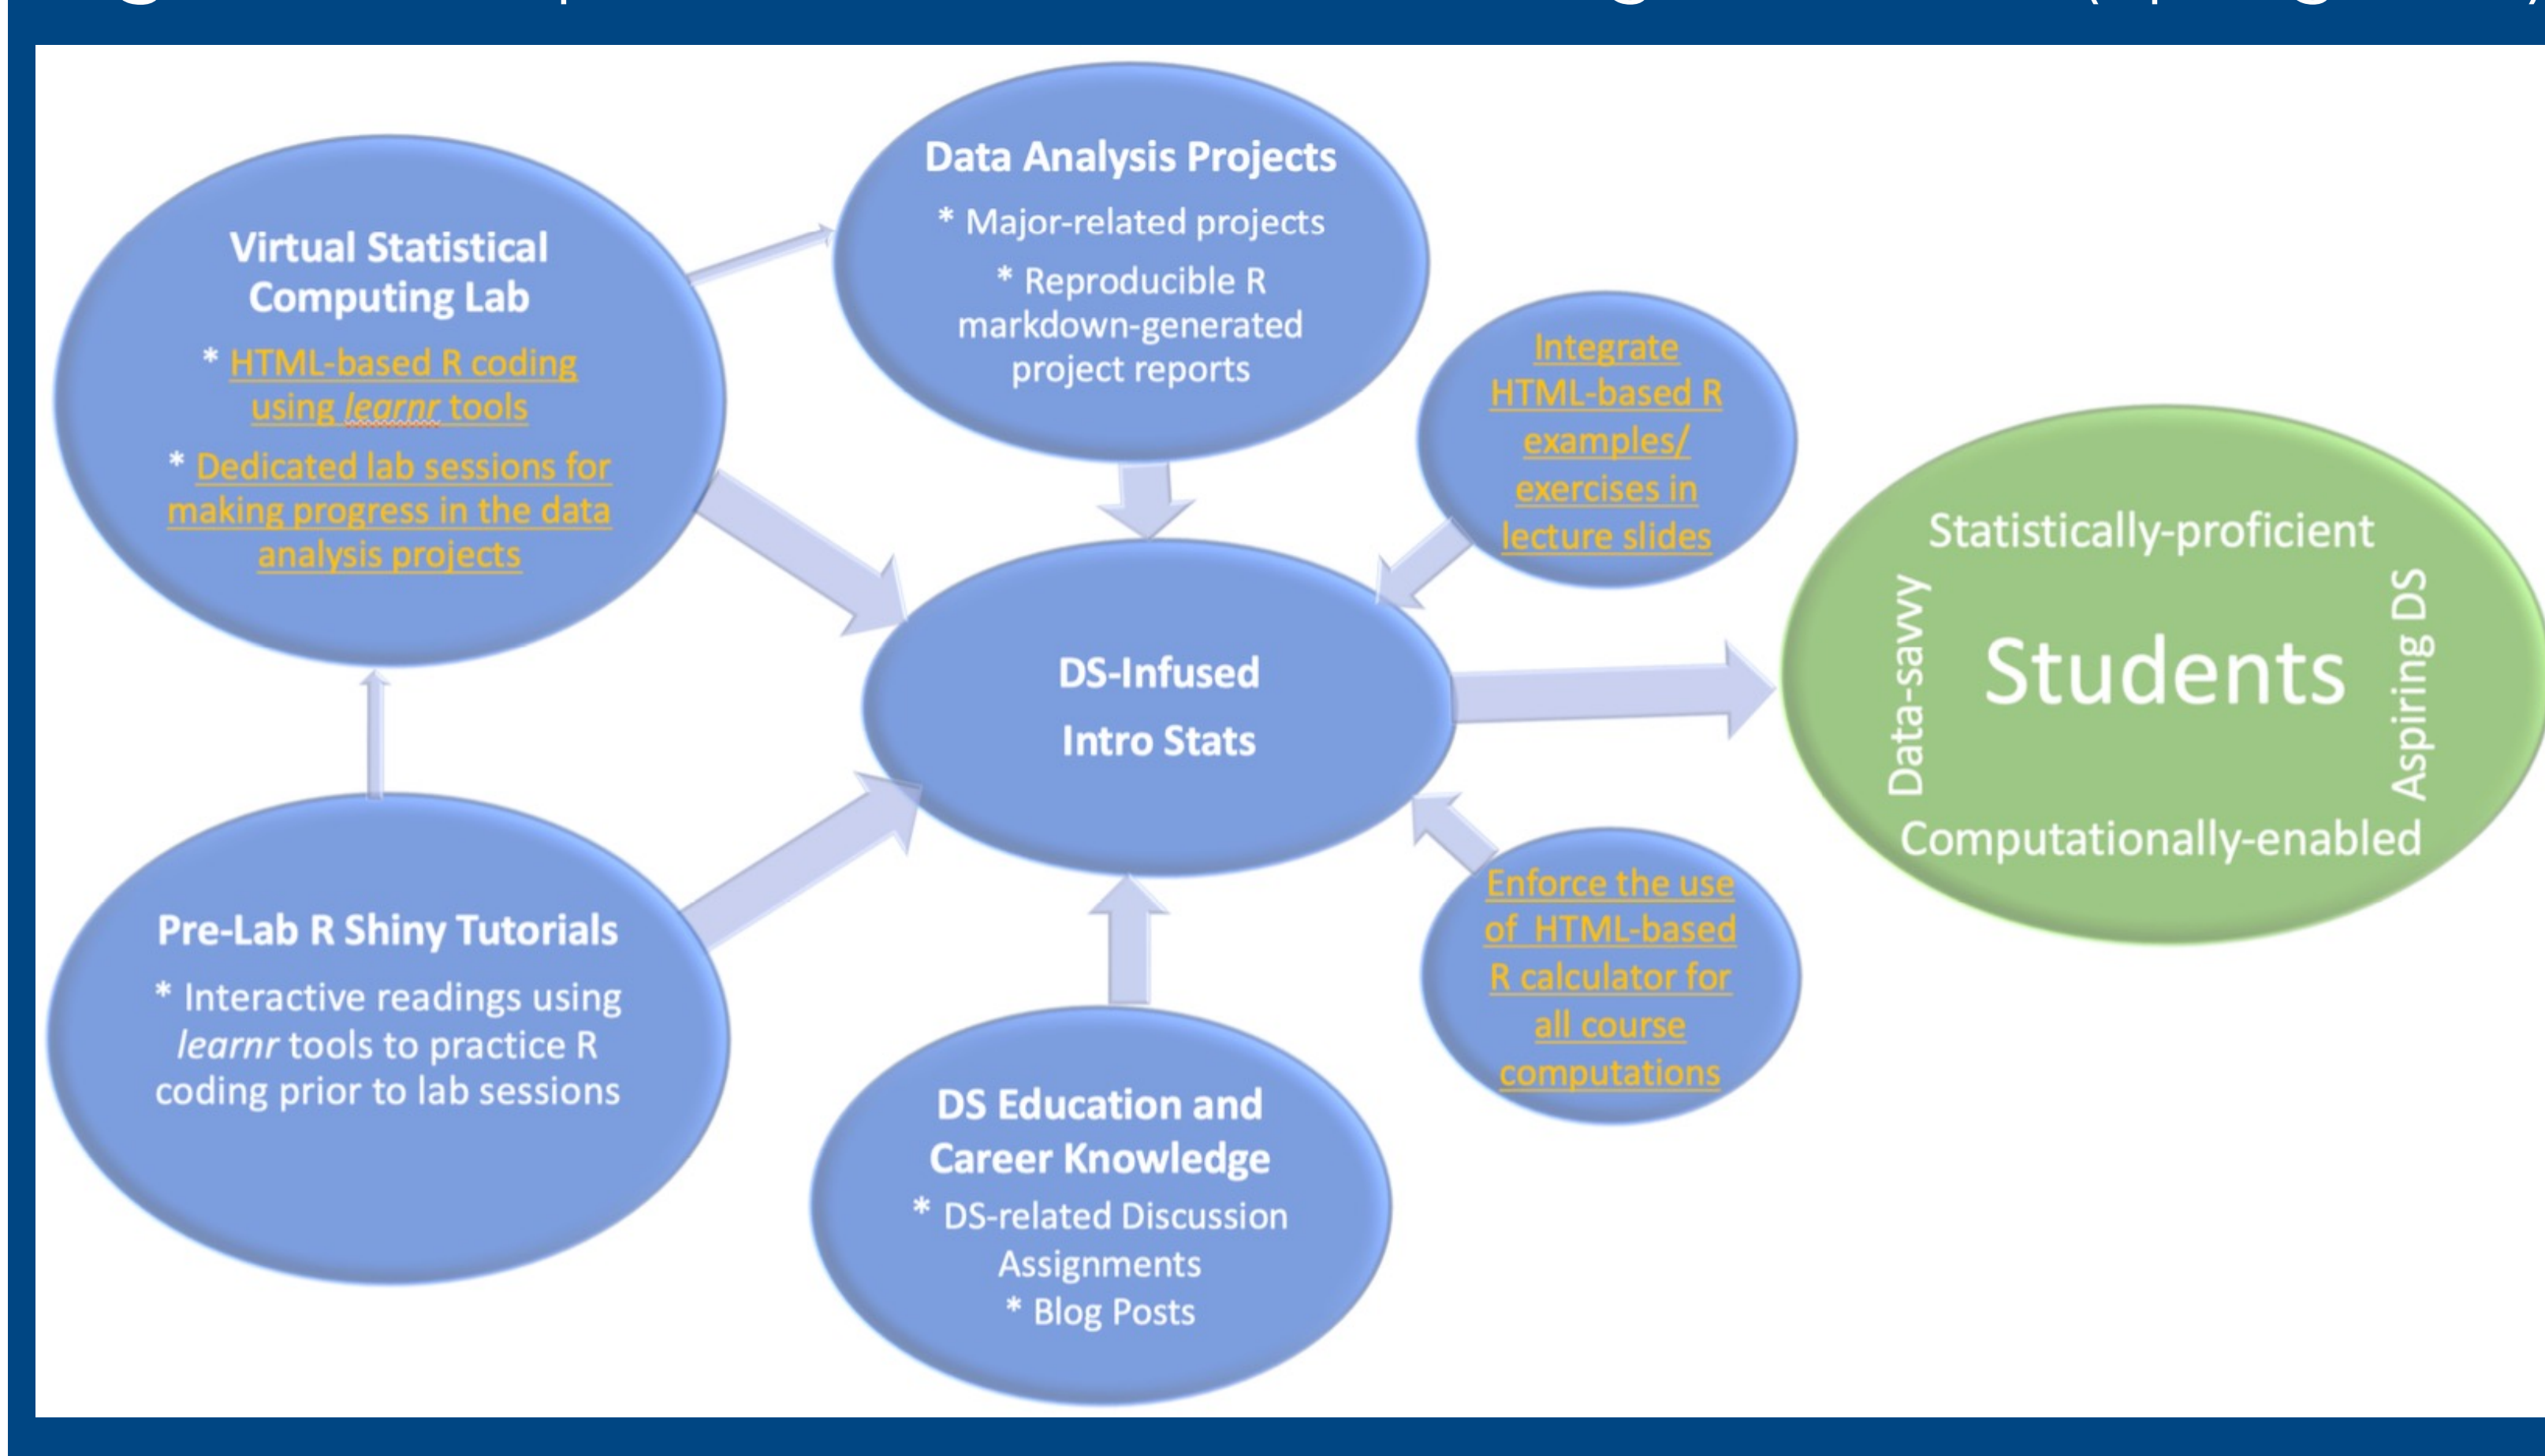 Virtual Statistical
Computing Lab
* HTML-based R coding
using learnr tools
* Dedicated lab sessions for
making progress in the data
analysis projects
Data Analysis Projects
* Major-related projects
* Reproducible R
markdown-generated
project reports
Integrate
HTML-based R
examples/
exercises in
lecture slides
DS-Infused
Intro Stats
Statistically-proficient
Data-savvy
Students
Aspiring DS
Computationally-enabled
Pre-Lab R Shiny Tutorials
* Interactive readings using
learnr tools to practice R
coding prior to lab sessions
DS Education and
Career Knowledge
* DS-related Discussion
Assignments
* Blog Posts
Enforce the use
of HTML-based
R calculator for
all course
computations